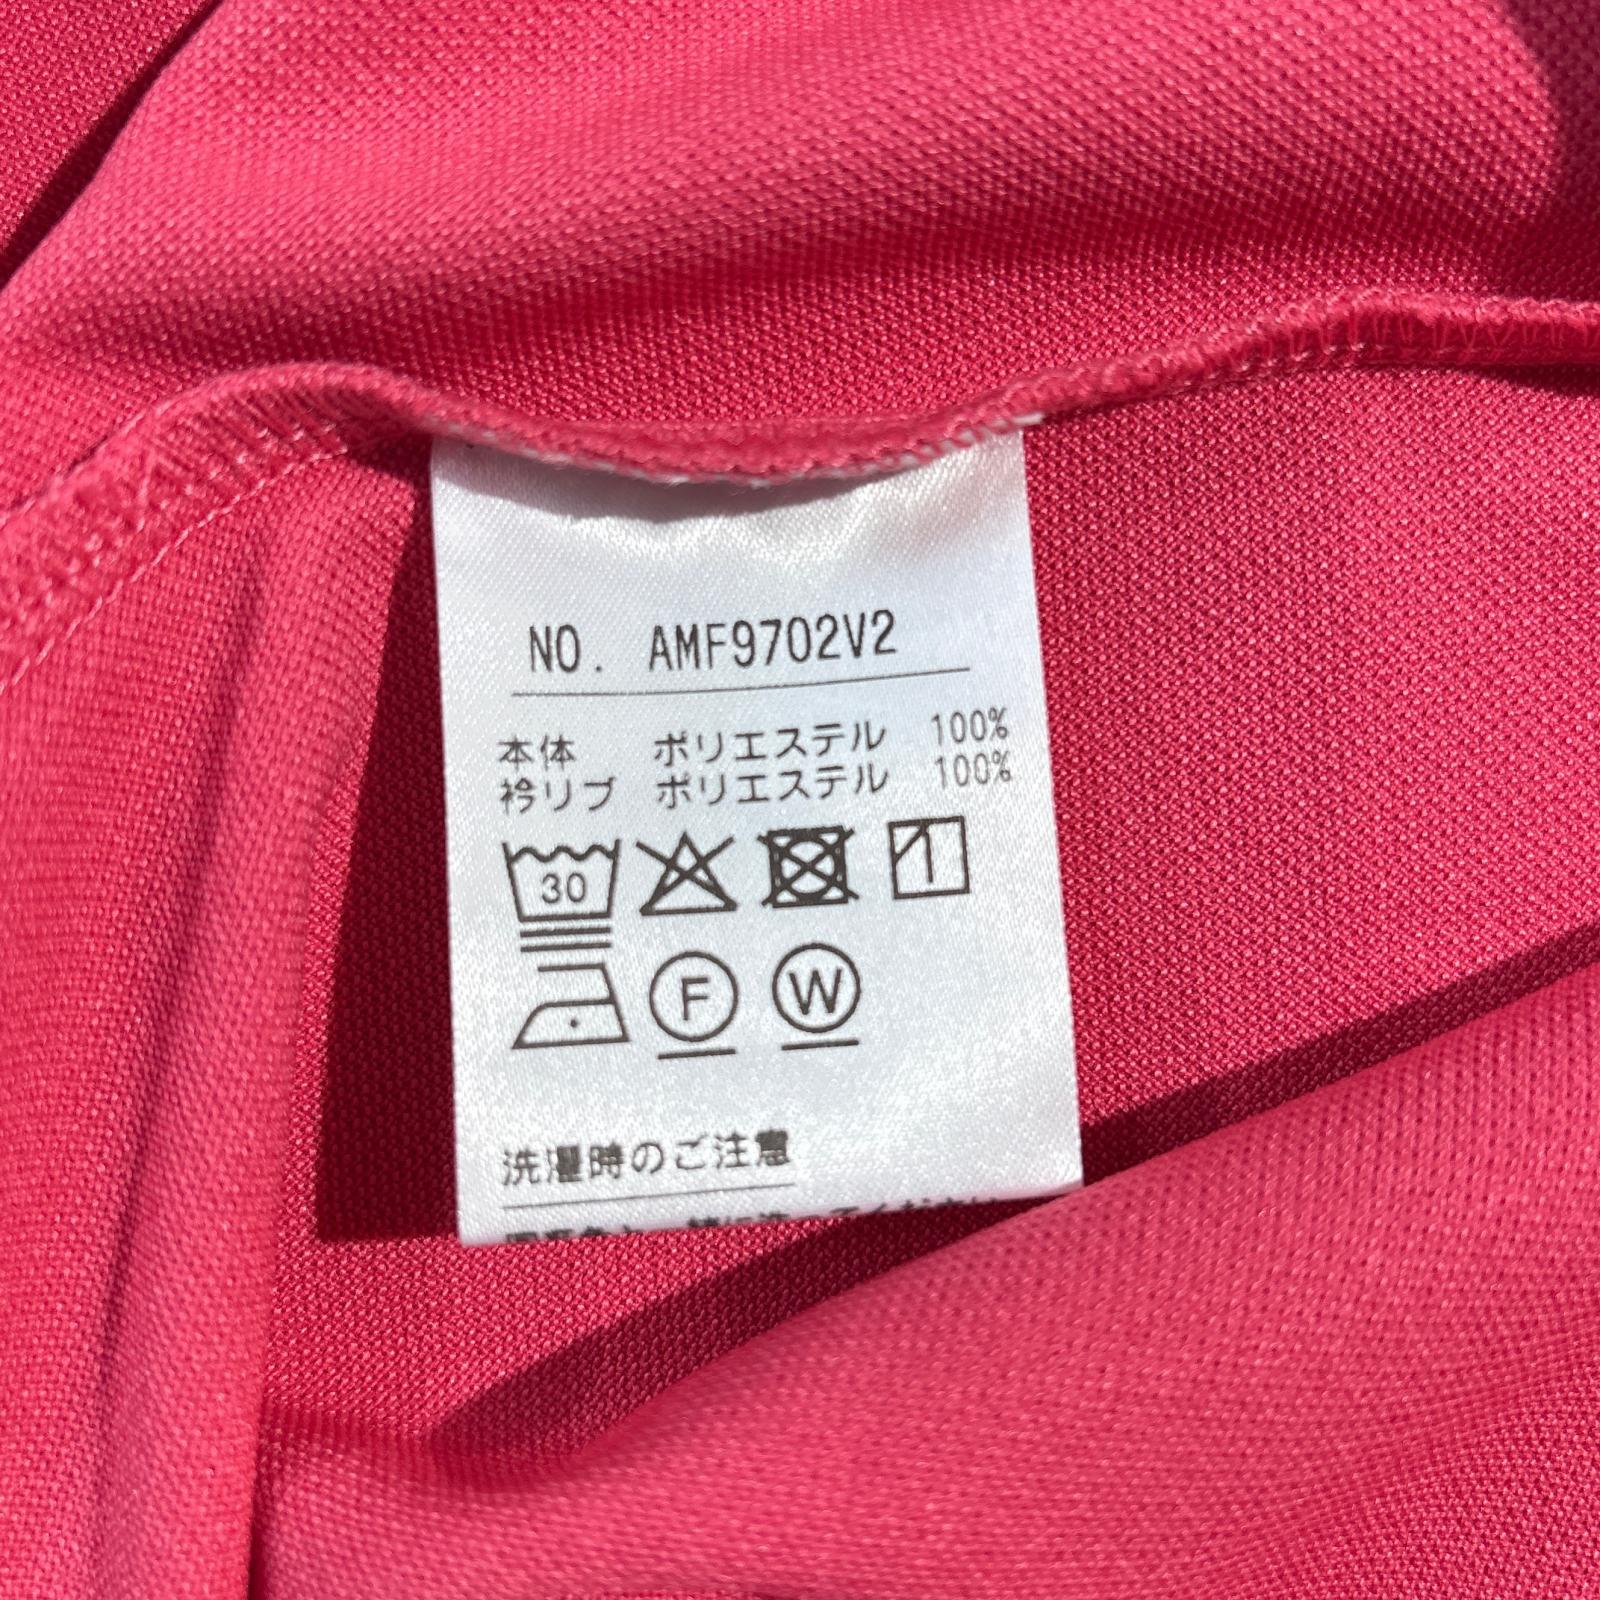 NO. AMF9702V2
本体 ポリエステル 100%
衿リブ ポリエステル 100%
30
F W
洗濯時のご注意